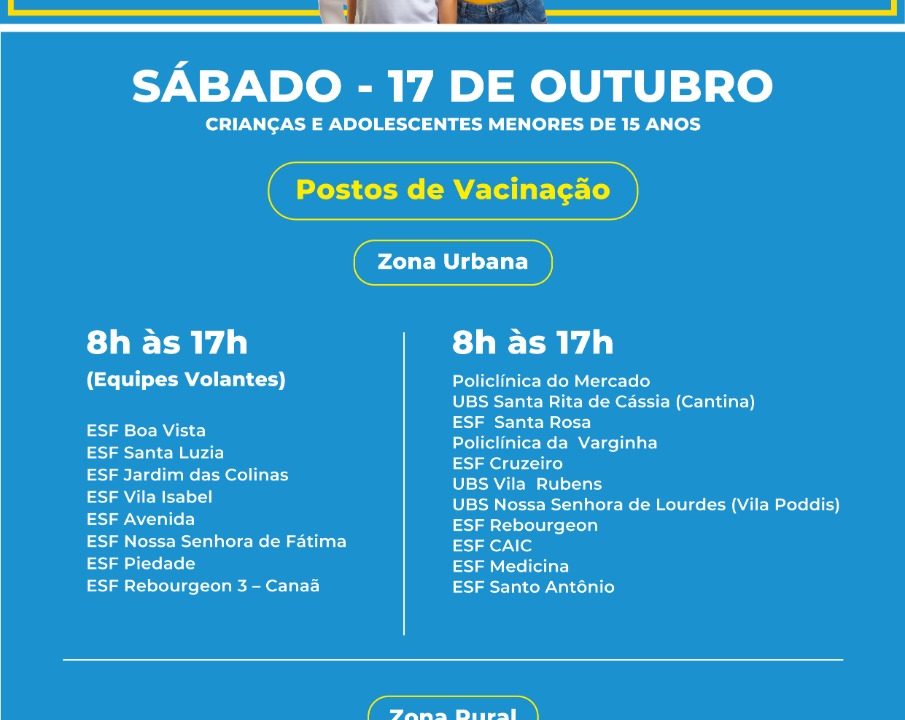 SÁBADO - 17 DE OUTUBRO
CRIANÇAS E ADOLESCENTES MENORES DE 15 ANOS
Postos de Vacinação
Zona Urbana
8h às 17h
(Equipes Volantes)
ESF Boa Vista
ESF Santa Luzia
ESF Jardim das Colinas
ESF Vila Isabel
ESF Avenida
ESF Nossa Senhora de Fátima
ESF Piedade
ESF Rebourgeon 3 – Canaã
8h às 17h
Policlínica do Mercado
UBS Santa Rita de Cássia (Cantina)
ESF Santa Rosa
Policlínica da Varginha
ESF Cruzeiro
UBS Vila Rubens
UBS Nossa Senhora de Lourdes (Vila Poddis)
ESF Rebourgeon
ESF CAIC
ESF Medicina
ESF Santo Antônio
Zona Rural